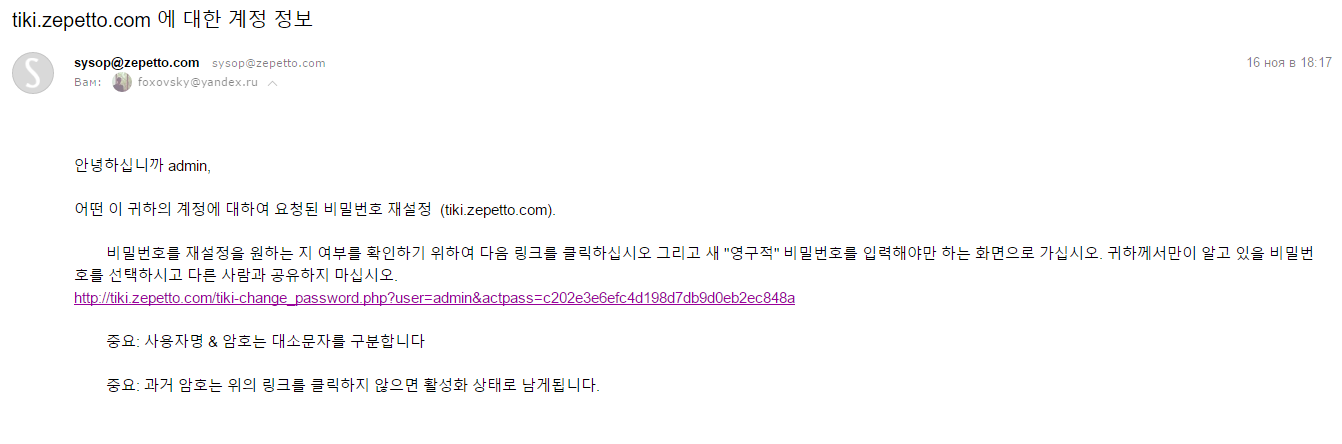 tiki.zepetto.com 에 대한 계정 정보
S
sysop@zepetto.com sysop@zepetto.com
16 ноя в 18:17
Вам: foxovsky@yandex.ru
안녕하십니까 admin,
어떤 이 귀하의 계정에 대하여 요청된 비밀번호 재설정 (tiki.zepetto.com).
비밀번호를 재설정을 원하는 지 여부를 확인하기 위하여 다음 링크를 클릭하십시오 그리고 새 "영구적" 비밀번호를 입력해야만 하는 화면으로 가십시오. 귀하께서만이 알고 있을 비밀번
호를 선택하시고 다른 사람과 공유하지 마십시오.
http://tiki.zepetto.com/tiki-change_password.php?user=admin&actpass=c202e3e6efc4d198d7db9d0eb2ec848a
중요: 사용자명 & 암호는 대소문자를 구분합니다
중요: 과거 암호는 위의 링크를 클릭하지 않으면 활성화 상태로 남게됩니다.